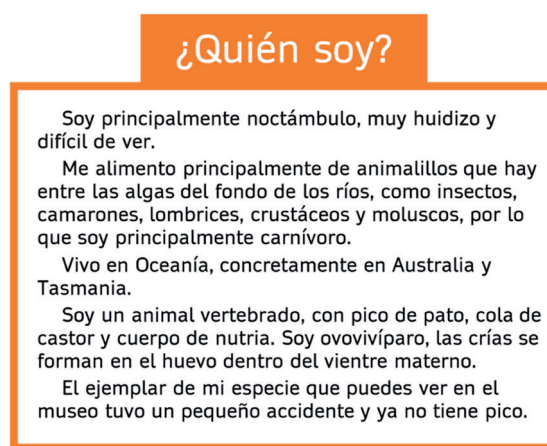 ¿Quién soy?
Soy principalmente noctámbulo, muy huidizo y
difícil de ver.
Me alimento principalmente de animalillos que hay
entre las algas del fondo de los ríos, como insectos,
camarones, lombrices, crustáceos y moluscos, por lo
que soy principalmente carnívoro.
Vivo en Oceanía, concretamente en Australia y
Tasmania.
Soy un animal vertebrado, con pico de pato, cola de
castor y cuerpo de nutria. Soy ovovivíparo, las crías se
forman en el huevo dentro del vientre materno.
El ejemplar de mi especie que puedes ver en el
museo tuvo un pequeño accidente y ya no tiene pico.